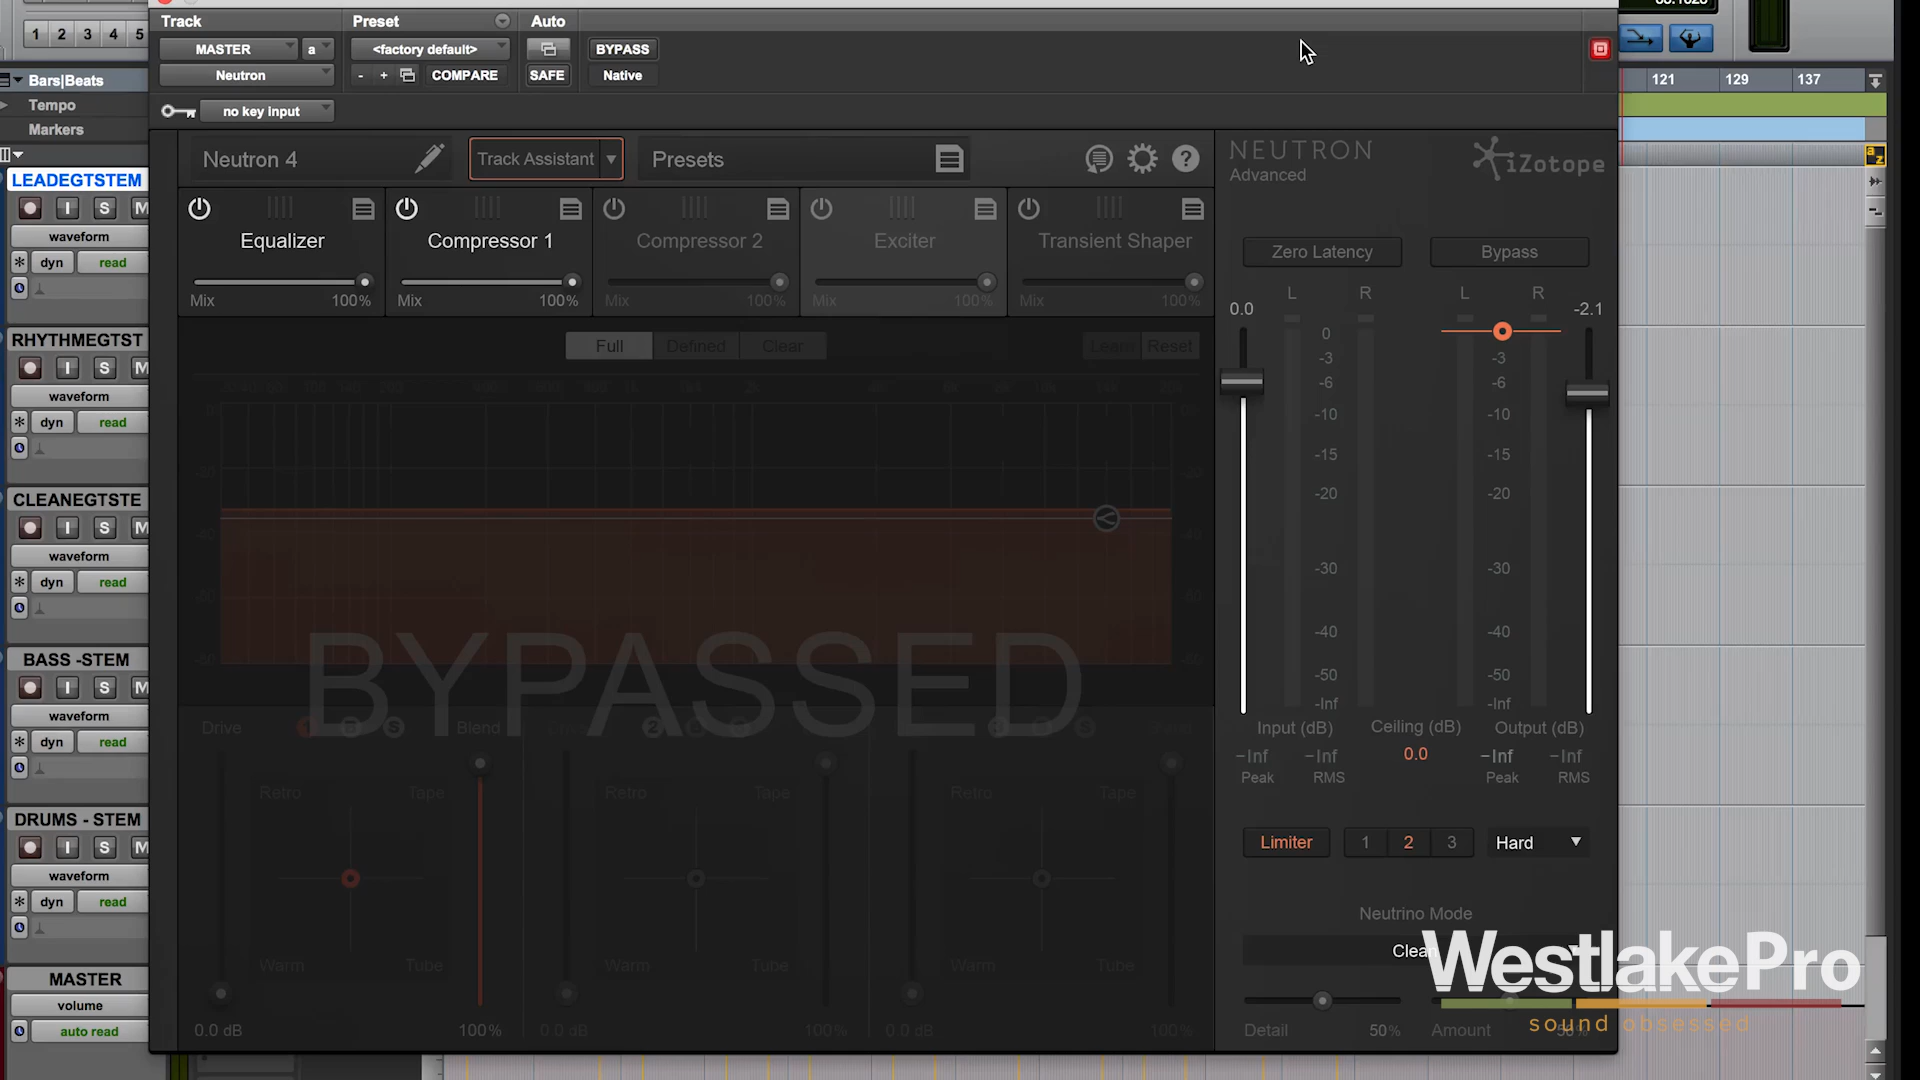 Track
Preset
Auto
MASTER
a
<factory default>
BYPASS
Neutron
- +
COMPARE
SAFE
Native
no key input
1 2 3 4 5
Bars|Beats
Tempo
Markers
121 129 137
Neutron 4
Track Assistant
Presets
NEUTRON
Advanced
iZotope
Equalizer
Mix 100%
Compressor 1
Mix 100%
Compressor 2
Mix 100%
Exciter
Mix 100%
Transient Shaper
Mix 100%
Full
Defined
Clear
Learn
Reset
BYPASSED
Drive
Blend
Retro
Tape
Warm
Tube
0.0 dB
100%
Retro
Tape
Warm
Tube
0.0 dB
100%
Retro
Tape
Warm
Tube
0.0 dB
100%
Zero Latency
Bypass
L R
L R
0.0
-2.1
0
-3
-6
-10
-15
-20
-30
-40
-50
-Inf
-3
-6
-10
-15
-20
-30
-40
-50
-Inf
Input (dB)
Ceiling (dB)
Output (dB)
-Inf
-Inf
0.0
-Inf
-Inf
Peak
RMS
Peak
RMS
Limiter
1 2 3
Hard
Neutrino Mode
Clean
Detail
50%
Amount
WestlakePro
sound obsessed
LEADEGTSTEM
I S M
waveform
dyn
read
RHYTHMEGTST
I S M
waveform
dyn
read
CLEANEGTSTE
I S M
waveform
dyn
read
BASS -STEM
I S M
waveform
dyn
read
DRUMS - STEM
I S M
waveform
dyn
read
MASTER
volume
auto read
a
z